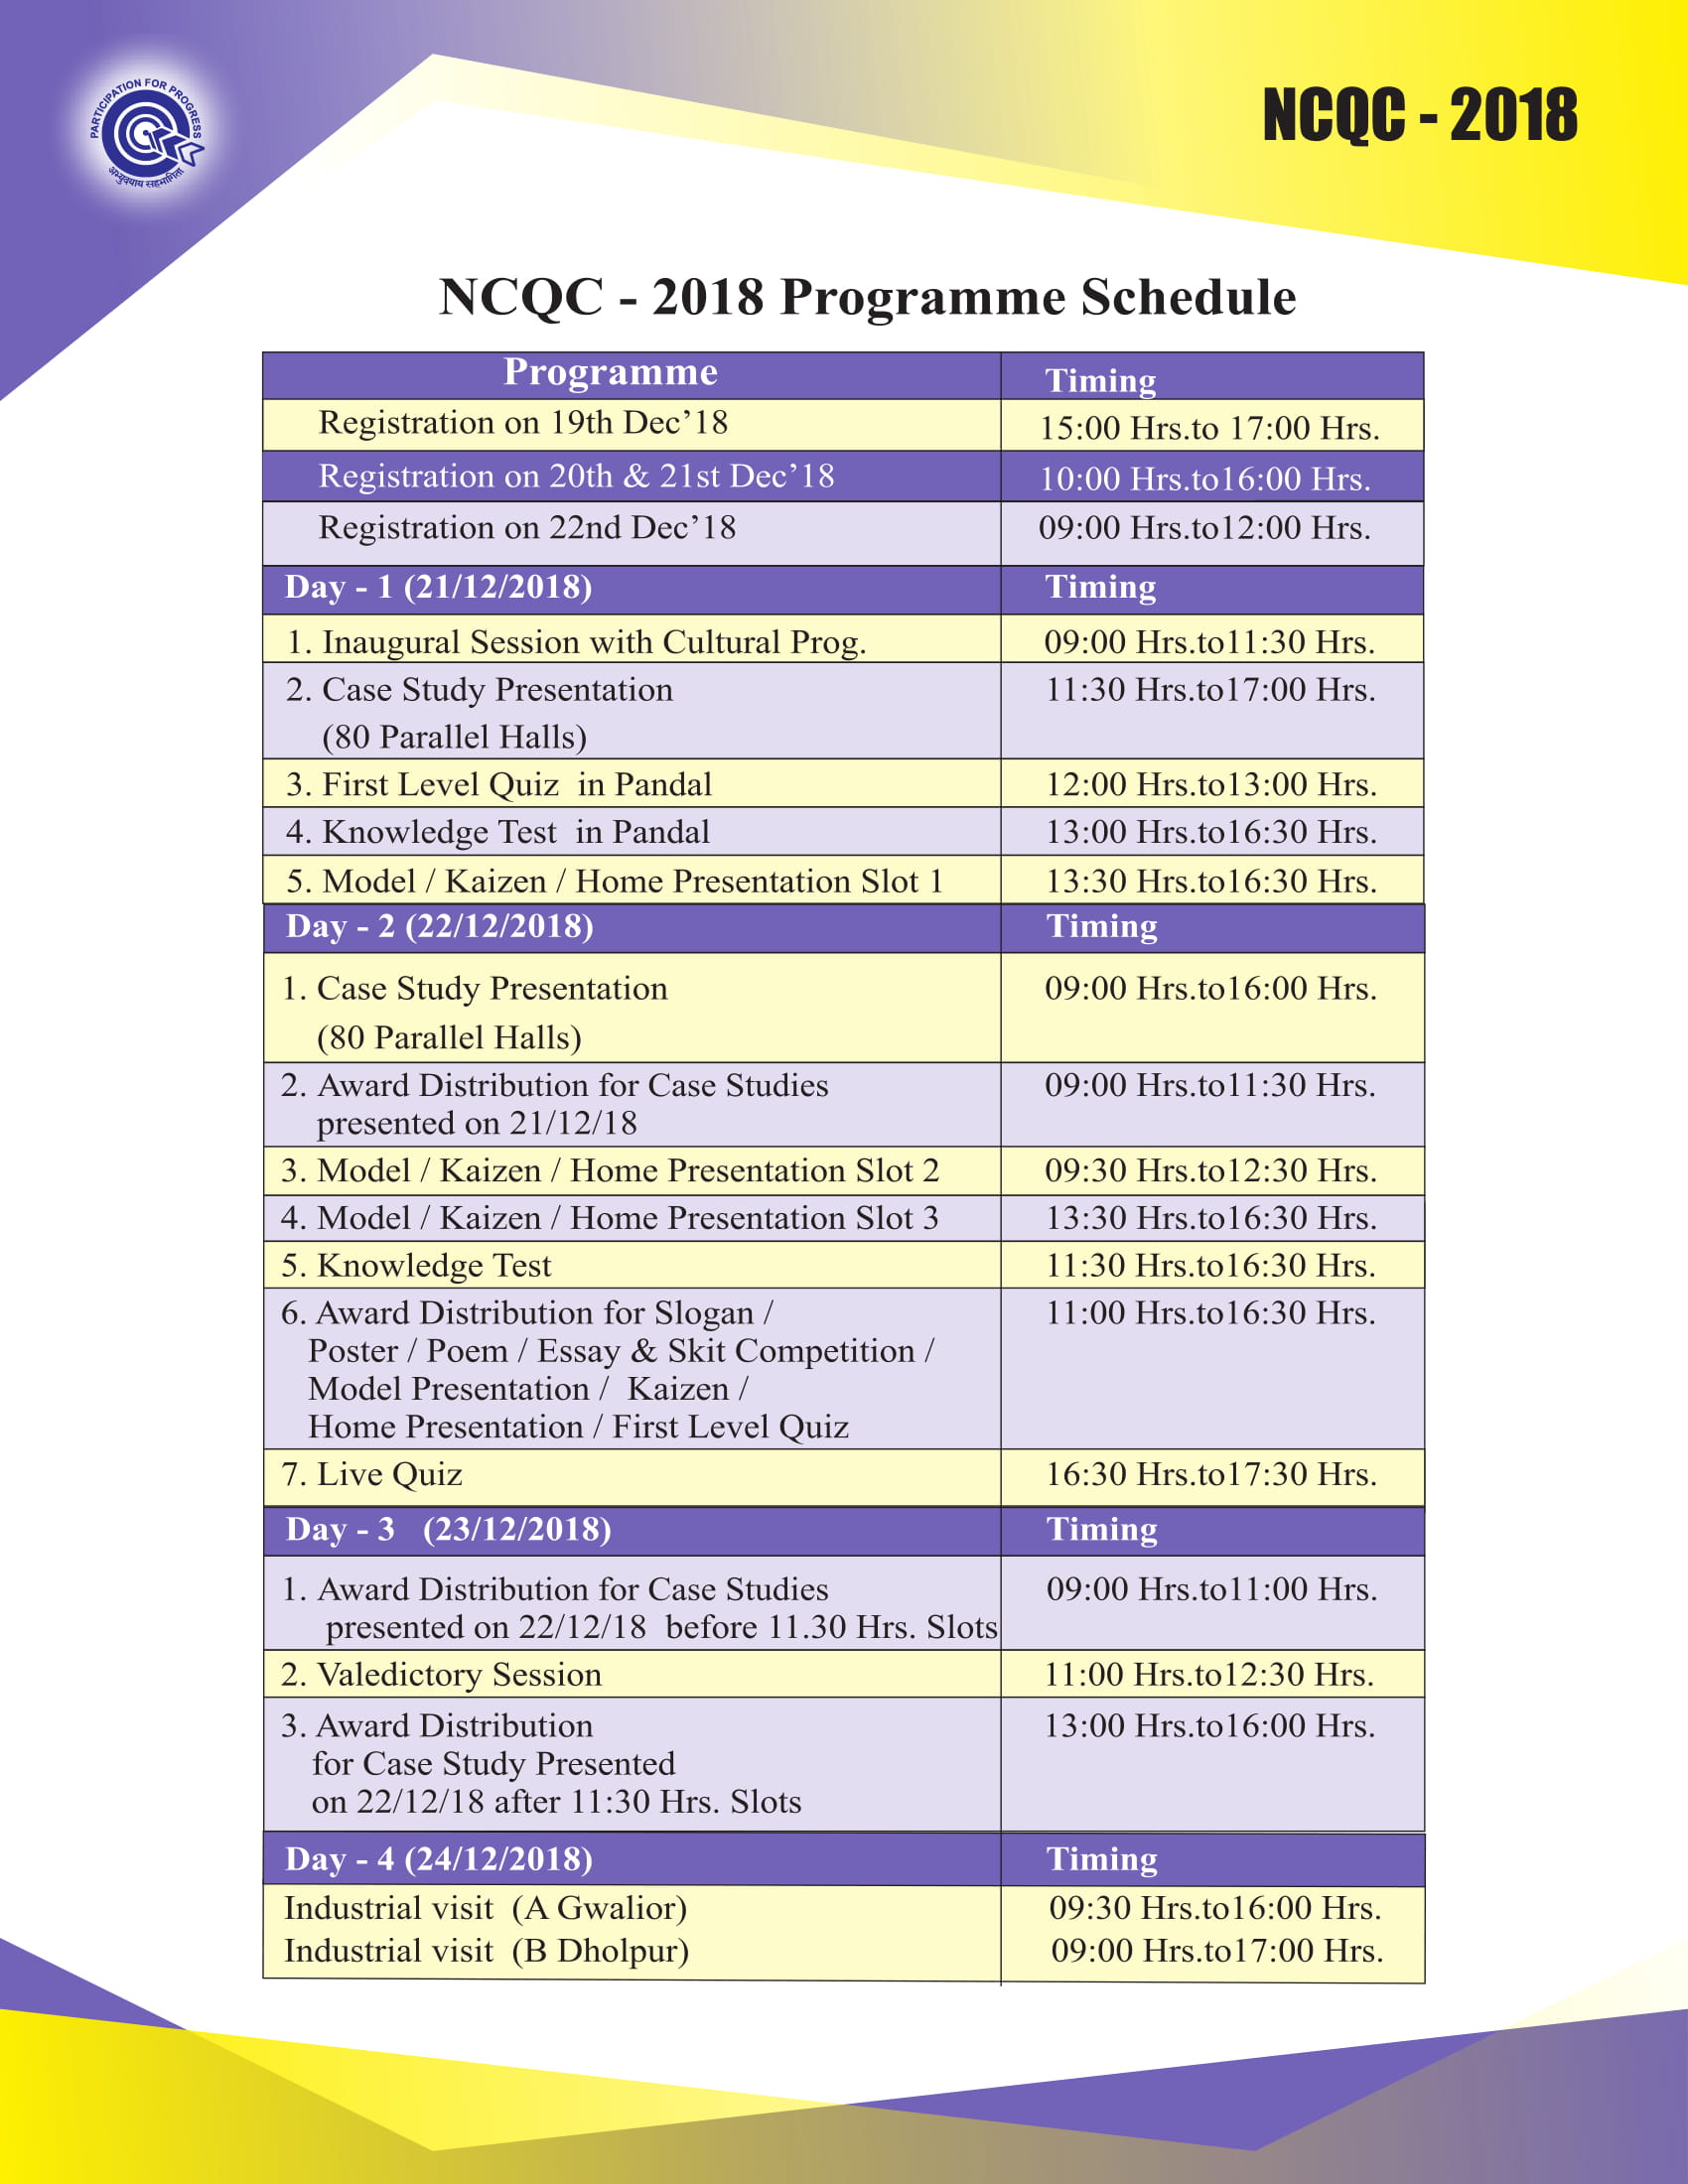 PARTICIPATION FOR PROGRESS
अभ्युदयाय सहभागिता
NCQC - 2018
NCQC - 2018 Programme Schedule
Programme Timing
Registration on 19th Dec’18 15:00 Hrs.to 17:00 Hrs.
Registration on 20th & 21st Dec’18 10:00 Hrs.to16:00 Hrs.
Registration on 22nd Dec’18 09:00 Hrs.to12:00 Hrs.
Day - 1 (21/12/2018) Timing
1. Inaugural Session with Cultural Prog. 09:00 Hrs.to11:30 Hrs.
2. Case Study Presentation 11:30 Hrs.to17:00 Hrs.
(80 Parallel Halls)
3. First Level Quiz in Pandal 12:00 Hrs.to13:00 Hrs.
4. Knowledge Test in Pandal 13:00 Hrs.to16:30 Hrs.
5. Model / Kaizen / Home Presentation Slot 1 13:30 Hrs.to16:30 Hrs.
Day - 2 (22/12/2018) Timing
1. Case Study Presentation 09:00 Hrs.to16:00 Hrs.
(80 Parallel Halls)
2. Award Distribution for Case Studies 09:00 Hrs.to11:30 Hrs.
presented on 21/12/18
3. Model / Kaizen / Home Presentation Slot 2 09:30 Hrs.to12:30 Hrs.
4. Model / Kaizen / Home Presentation Slot 3 13:30 Hrs.to16:30 Hrs.
5. Knowledge Test 11:30 Hrs.to16:30 Hrs.
6. Award Distribution for Slogan / 11:00 Hrs.to16:30 Hrs.
Poster / Poem / Essay & Skit Competition /
Model Presentation / Kaizen /
Home Presentation / First Level Quiz
7. Live Quiz 16:30 Hrs.to17:30 Hrs.
Day - 3 (23/12/2018) Timing
1. Award Distribution for Case Studies 09:00 Hrs.to11:00 Hrs.
presented on 22/12/18 before 11.30 Hrs. Slots
2. Valedictory Session 11:00 Hrs.to12:30 Hrs.
3. Award Distribution 13:00 Hrs.to16:00 Hrs.
for Case Study Presented
on 22/12/18 after 11:30 Hrs. Slots
Day - 4 (24/12/2018) Timing
Industrial visit (A Gwalior) 09:30 Hrs.to16:00 Hrs.
Industrial visit (B Dholpur) 09:00 Hrs.to17:00 Hrs.